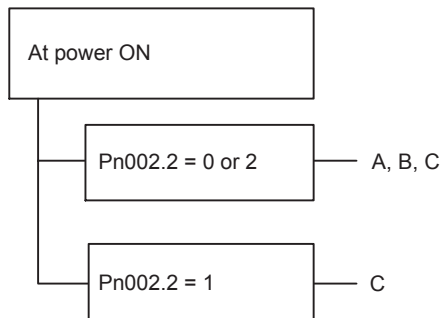 At power ON
Pn002.2 = 0 or 2
A, B, C
Pn002.2 = 1
C